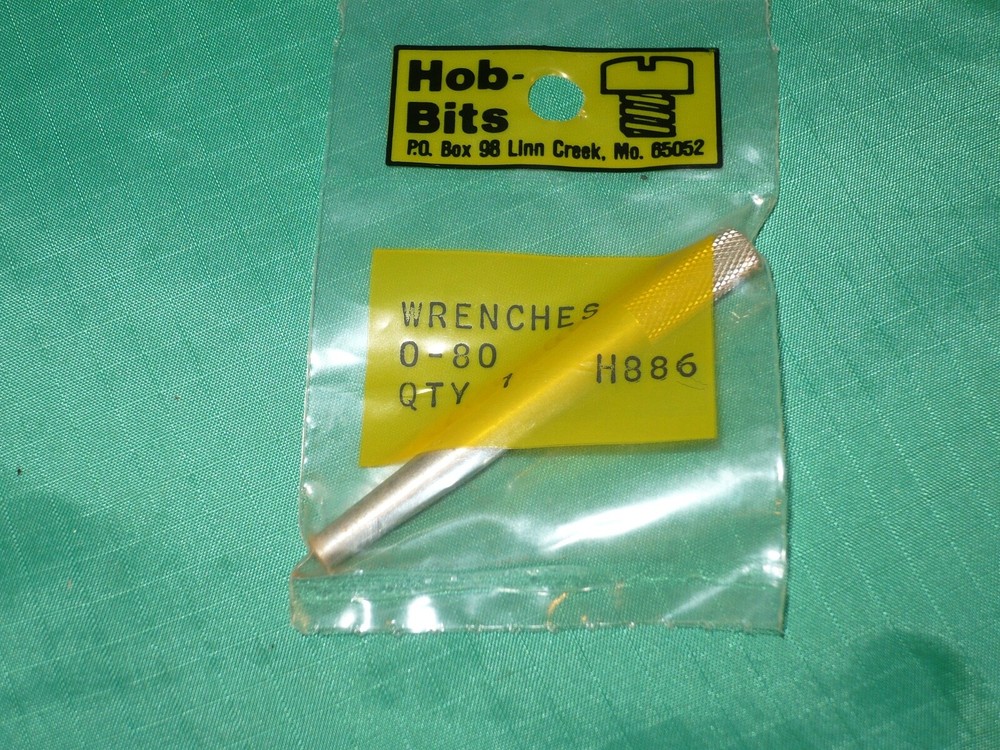 Hob-
Bits
P.O. Box 98 Linn Creek, Mo. 65052
WRENCHES
0-80
QTY 1 H886